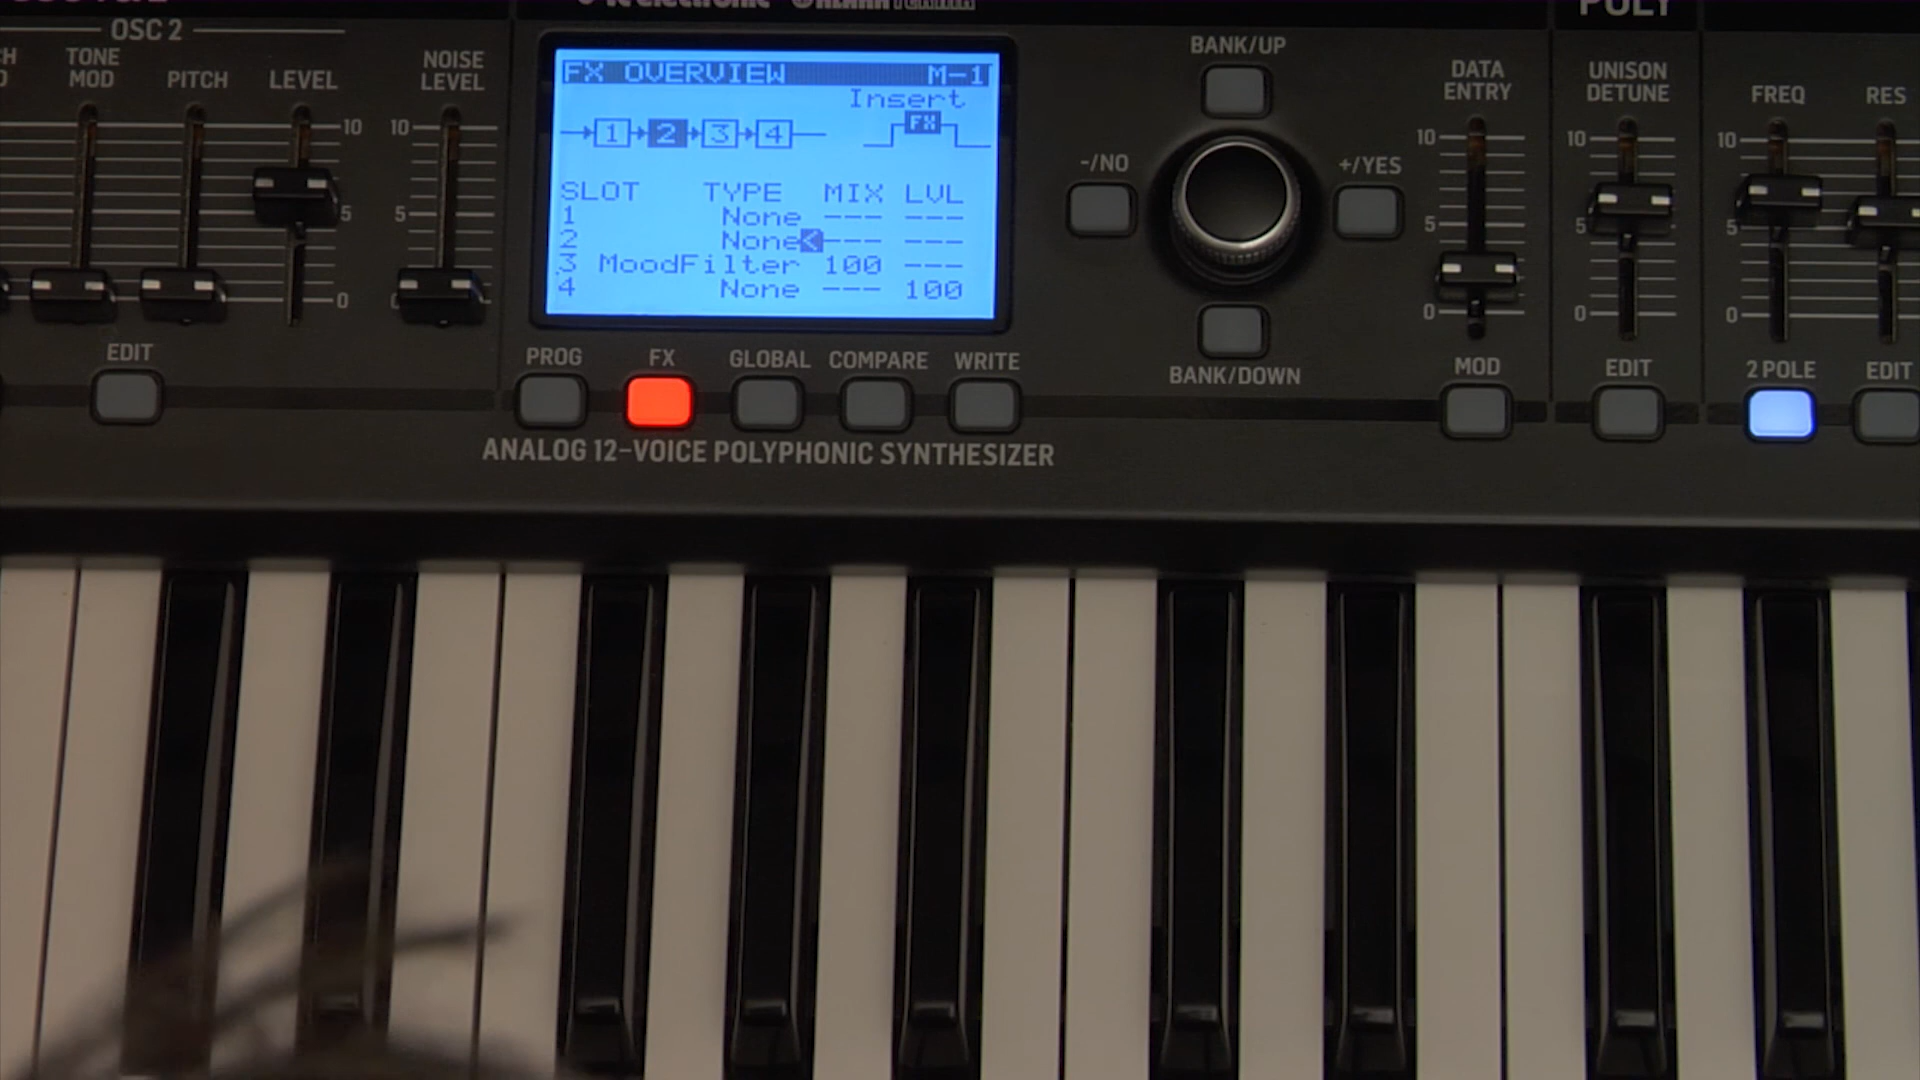 POLY
OSC 2
TONE MOD
PITCH
LEVEL
NOISE LEVEL
10
5
0
10
5
0
EDIT
FX OVERVIEW M-1
Insert
FX
1 2 3 4
SLOT TYPE MIX LVL
1 None --- ---
2 None<--- ---
3 MoodFilter 100 ---
4 None --- 100
PROG
FX
GLOBAL
COMPARE
WRITE
ANALOG 12-VOICE POLYPHONIC SYNTHESIZER
BANK/UP
-/NO
+/YES
BANK/DOWN
DATA ENTRY
10
5
0
MOD
UNISON DETUNE
10
5
0
EDIT
FREQ
RES
10
5
0
2 POLE
EDIT